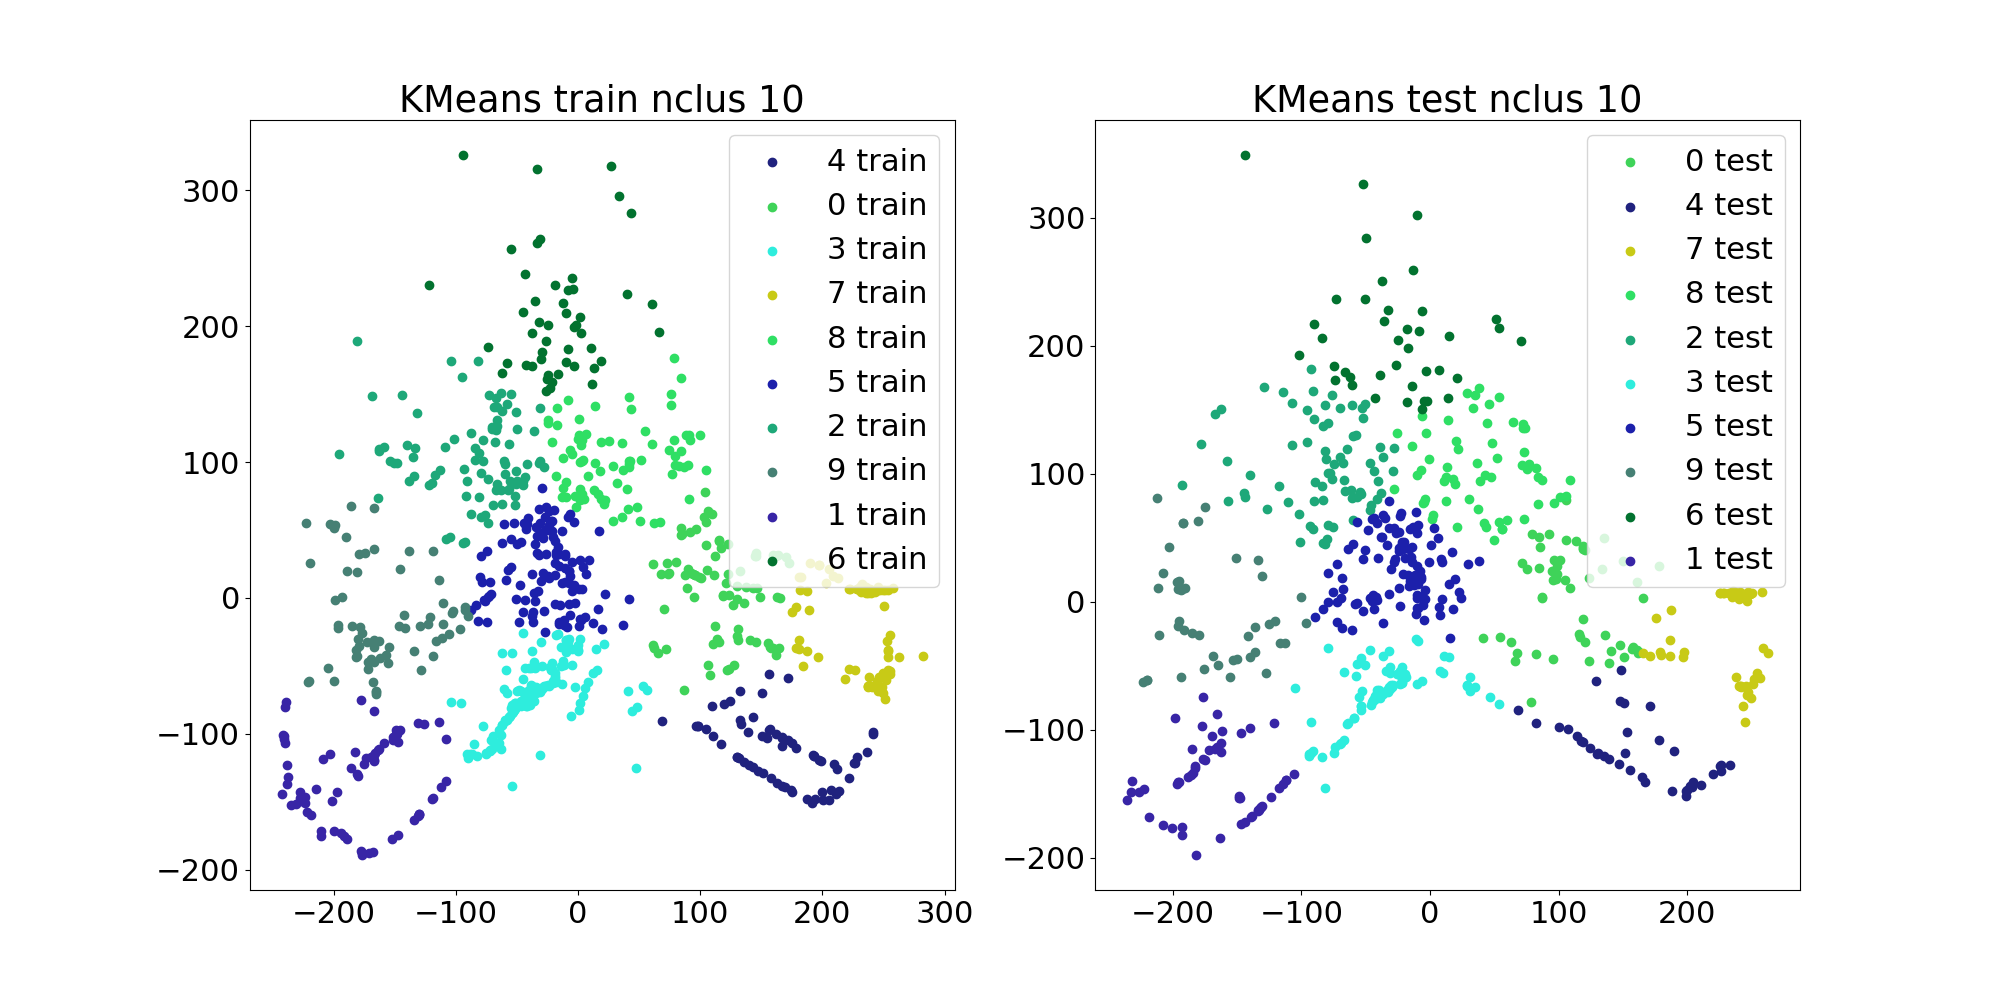 KMeans train nclus 10
300
200
100
0
−100
−200
−200
−100
0
100
200
300
4 train
0 train
3 train
7 train
8 train
5 train
2 train
9 train
1 train
6 train
KMeans test nclus 10
300
200
100
0
−100
−200
−200
−100
0
100
200
0 test
4 test
7 test
8 test
2 test
3 test
5 test
9 test
6 test
1 test